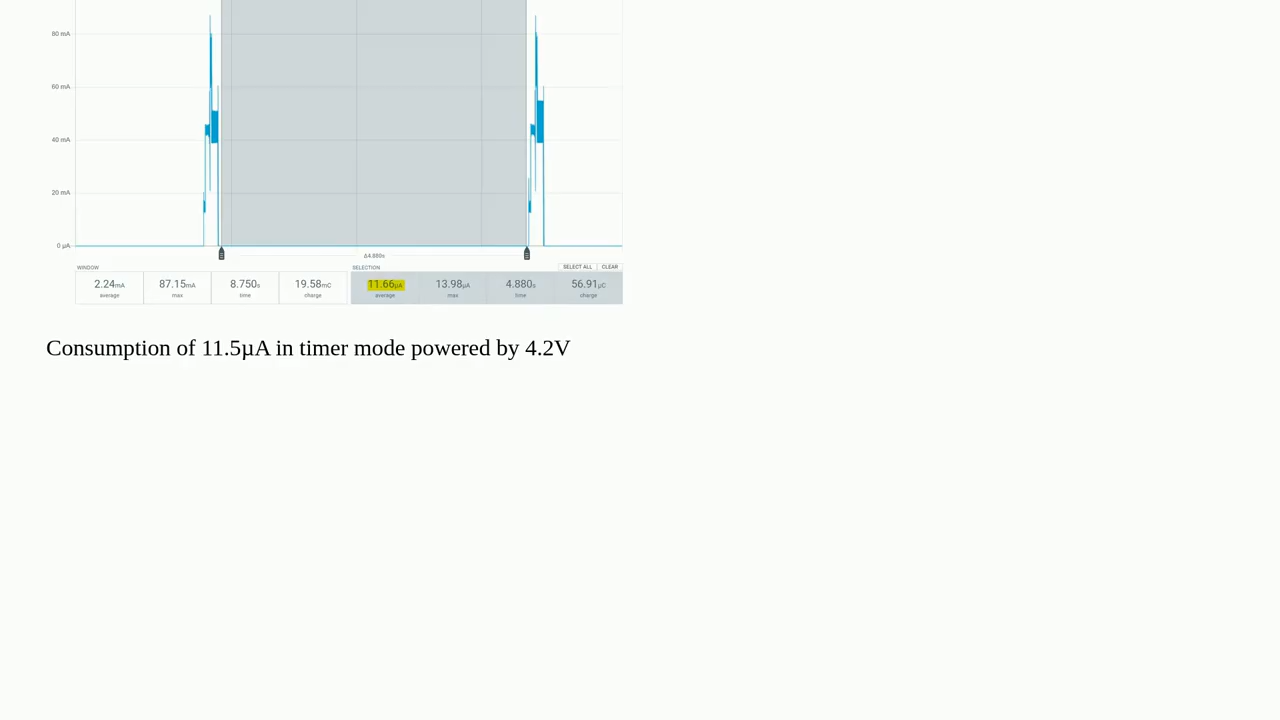 80 mA
60 mA
40 mA
20 mA
0 µA
Δ4.880s
WINDOW
SELECTION
SELECT ALL
CLEAR
2.24mA
87.15mA
8.750s
19.58mC
11.66µA
13.98µA
4.880s
56.91µC
average
max
time
charge
average
max
time
charge
Consumption of 11.5µA in timer mode powered by 4.2V